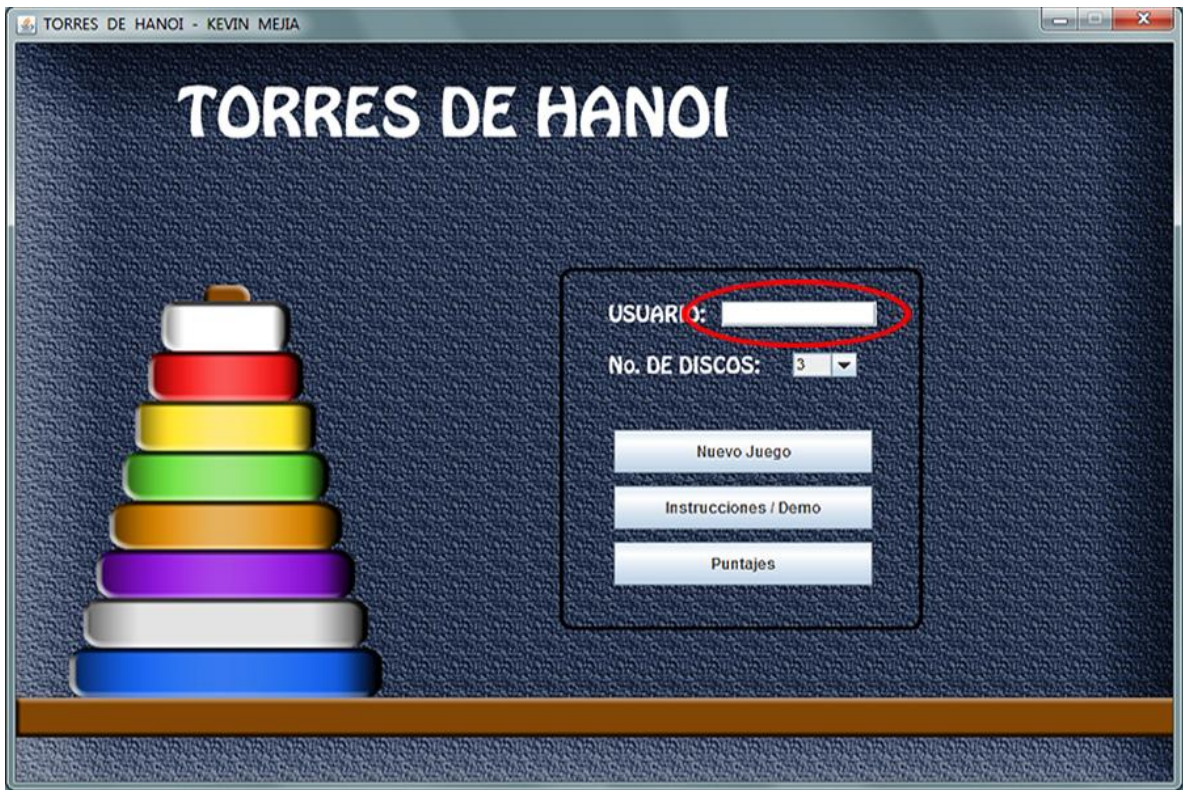 TORRES DE HANOI - KEVIN MEJIA
TORRES DE HANOI
USUARIO:
No. DE DISCOS: 3
Nuevo Juego
Instrucciones / Demo
Puntajes